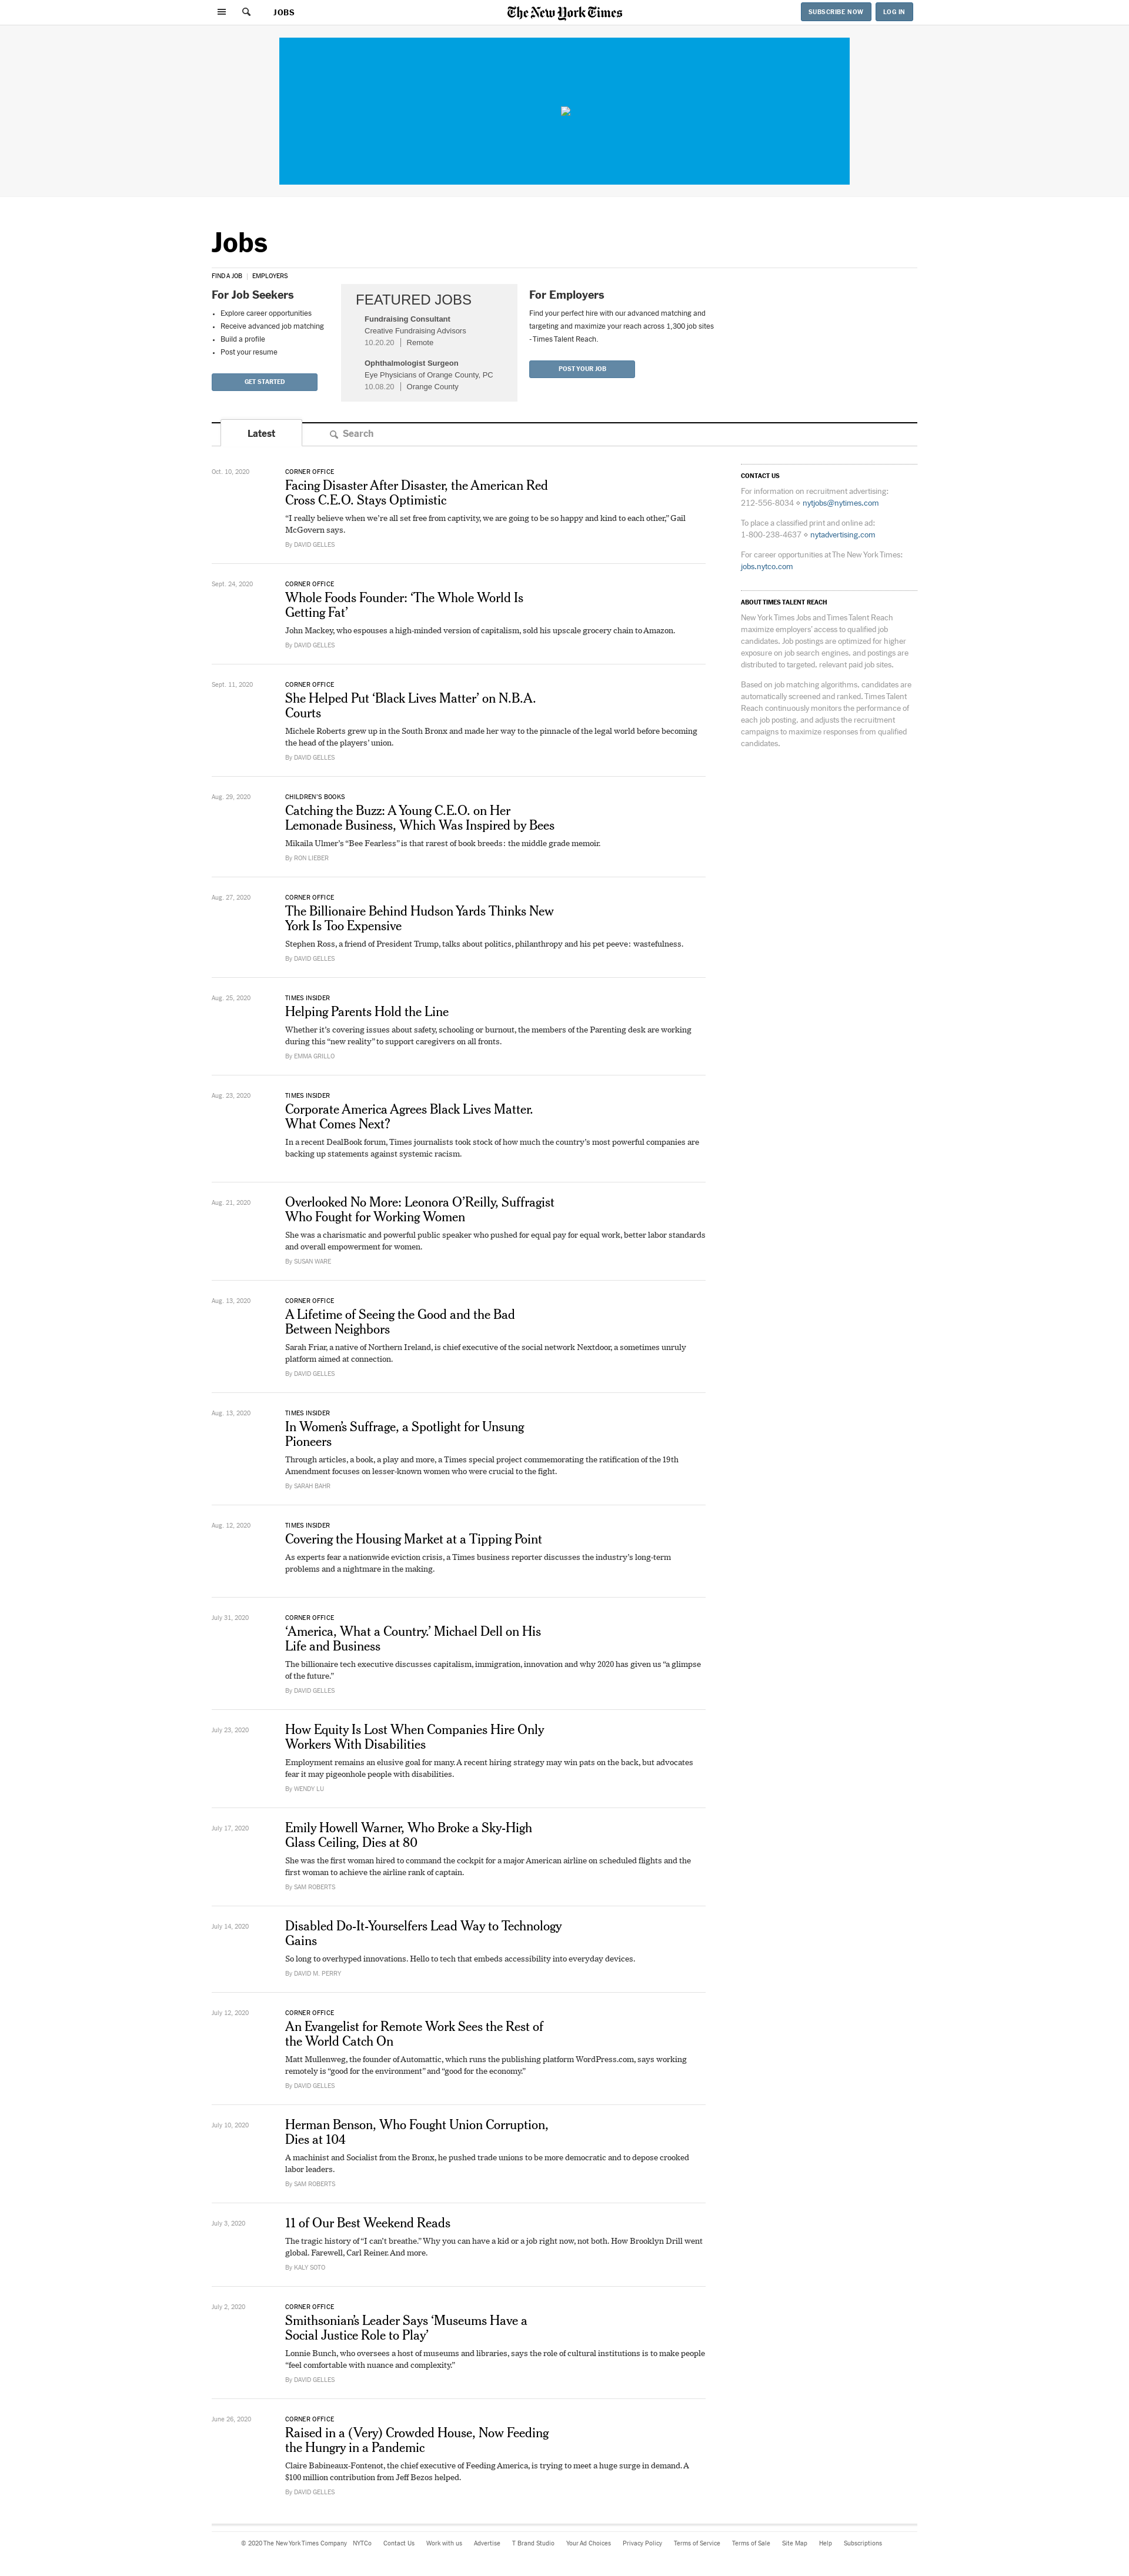 JOBS
The New York Times
SUBSCRIBE NOW
LOG IN
Jobs
FIND A JOB | EMPLOYERS
For Job Seekers
• Explore career opportunities
• Receive advanced job matching
• Build a profile
• Post your resume
GET STARTED
FEATURED JOBS
Fundraising Consultant
Creative Fundraising Advisors
10.20.20 | Remote
Ophthalmologist Surgeon
Eye Physicians of Orange County, PC
10.08.20 | Orange County
For Employers
Find your perfect hire with our advanced matching and
targeting and maximize your reach across 1,300 job sites
- Times Talent Reach.
POST YOUR JOB
Latest
Search
Oct. 10, 2020
CORNER OFFICE
Facing Disaster After Disaster, the American Red
Cross C.E.O. Stays Optimistic
“I really believe when we’re all set free from captivity, we are going to be so happy and kind to each other,” Gail
McGovern says.
By DAVID GELLES
Sept. 24, 2020
CORNER OFFICE
Whole Foods Founder: ‘The Whole World Is
Getting Fat’
John Mackey, who espouses a high-minded version of capitalism, sold his upscale grocery chain to Amazon.
By DAVID GELLES
Sept. 11, 2020
CORNER OFFICE
She Helped Put ‘Black Lives Matter’ on N.B.A.
Courts
Michele Roberts grew up in the South Bronx and made her way to the pinnacle of the legal world before becoming
the head of the players’ union.
By DAVID GELLES
Aug. 29, 2020
CHILDREN’S BOOKS
Catching the Buzz: A Young C.E.O. on Her
Lemonade Business, Which Was Inspired by Bees
Mikaila Ulmer’s “Bee Fearless” is that rarest of book breeds: the middle grade memoir.
By RON LIEBER
Aug. 27, 2020
CORNER OFFICE
The Billionaire Behind Hudson Yards Thinks New
York Is Too Expensive
Stephen Ross, a friend of President Trump, talks about politics, philanthropy and his pet peeve: wastefulness.
By DAVID GELLES
Aug. 25, 2020
TIMES INSIDER
Helping Parents Hold the Line
Whether it’s covering issues about safety, schooling or burnout, the members of the Parenting desk are working
during this “new reality” to support caregivers on all fronts.
By EMMA GRILLO
Aug. 23, 2020
TIMES INSIDER
Corporate America Agrees Black Lives Matter.
What Comes Next?
In a recent DealBook forum, Times journalists took stock of how much the country’s most powerful companies are
backing up statements against systemic racism.
Aug. 21, 2020
Overlooked No More: Leonora O’Reilly, Suffragist
Who Fought for Working Women
She was a charismatic and powerful public speaker who pushed for equal pay for equal work, better labor standards
and overall empowerment for women.
By SUSAN WARE
Aug. 13, 2020
CORNER OFFICE
A Lifetime of Seeing the Good and the Bad
Between Neighbors
Sarah Friar, a native of Northern Ireland, is chief executive of the social network Nextdoor, a sometimes unruly
platform aimed at connection.
By DAVID GELLES
Aug. 13, 2020
TIMES INSIDER
In Women’s Suffrage, a Spotlight for Unsung
Pioneers
Through articles, a book, a play and more, a Times special project commemorating the ratification of the 19th
Amendment focuses on lesser-known women who were crucial to the fight.
By SARAH BAHR
Aug. 12, 2020
TIMES INSIDER
Covering the Housing Market at a Tipping Point
As experts fear a nationwide eviction crisis, a Times business reporter discusses the industry’s long-term
problems and a nightmare in the making.
July 31, 2020
CORNER OFFICE
‘America, What a Country.’ Michael Dell on His
Life and Business
The billionaire tech executive discusses capitalism, immigration, innovation and why 2020 has given us “a glimpse
of the future.”
By DAVID GELLES
July 23, 2020
How Equity Is Lost When Companies Hire Only
Workers With Disabilities
Employment remains an elusive goal for many. A recent hiring strategy may win pats on the back, but advocates
fear it may pigeonhole people with disabilities.
By WENDY LU
July 17, 2020
Emily Howell Warner, Who Broke a Sky-High
Glass Ceiling, Dies at 80
She was the first woman hired to command the cockpit for a major American airline on scheduled flights and the
first woman to achieve the airline rank of captain.
By SAM ROBERTS
July 14, 2020
Disabled Do-It-Yourselfers Lead Way to Technology
Gains
So long to overhyped innovations. Hello to tech that embeds accessibility into everyday devices.
By DAVID M. PERRY
July 12, 2020
CORNER OFFICE
An Evangelist for Remote Work Sees the Rest of
the World Catch On
Matt Mullenweg, the founder of Automattic, which runs the publishing platform WordPress.com, says working
remotely is “good for the environment” and “good for the economy.”
By DAVID GELLES
July 10, 2020
Herman Benson, Who Fought Union Corruption,
Dies at 104
A machinist and Socialist from the Bronx, he pushed trade unions to be more democratic and to depose crooked
labor leaders.
By SAM ROBERTS
July 3, 2020
11 of Our Best Weekend Reads
The tragic history of “I can’t breathe.” Why you can have a kid or a job right now, not both. How Brooklyn Drill went
global. Farewell, Carl Reiner. And more.
By KALY SOTO
July 2, 2020
CORNER OFFICE
Smithsonian’s Leader Says ‘Museums Have a
Social Justice Role to Play’
Lonnie Bunch, who oversees a host of museums and libraries, says the role of cultural institutions is to make people
“feel comfortable with nuance and complexity.”
By DAVID GELLES
June 26, 2020
CORNER OFFICE
Raised in a (Very) Crowded House, Now Feeding
the Hungry in a Pandemic
Claire Babineaux-Fontenot, the chief executive of Feeding America, is trying to meet a huge surge in demand. A
$100 million contribution from Jeff Bezos helped.
By DAVID GELLES
CONTACT US
For information on recruitment advertising:
212-556-8034 ⋄ nytjobs@nytimes.com
To place a classified print and online ad:
1-800-238-4637 ⋄ nytadvertising.com
For career opportunities at The New York Times:
jobs.nytco.com
ABOUT TIMES TALENT REACH
New York Times Jobs and Times Talent Reach
maximize employers’ access to qualified job
candidates. Job postings are optimized for higher
exposure on job search engines, and postings are
distributed to targeted, relevant paid job sites.
Based on job matching algorithms, candidates are
automatically screened and ranked. Times Talent
Reach continuously monitors the performance of
each job posting, and adjusts the recruitment
campaigns to maximize responses from qualified
candidates.
© 2020 The New York Times Company NYTCo Contact Us Work with us Advertise T Brand Studio Your Ad Choices Privacy Policy Terms of Service Terms of Sale Site Map Help Subscriptions